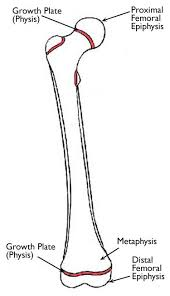 Growth Plate
(Physis)
Proximal
Femoral
Epiphysis
Growth Plate
(Physis)
Metaphysis
Distal
Femoral
Epiphysis